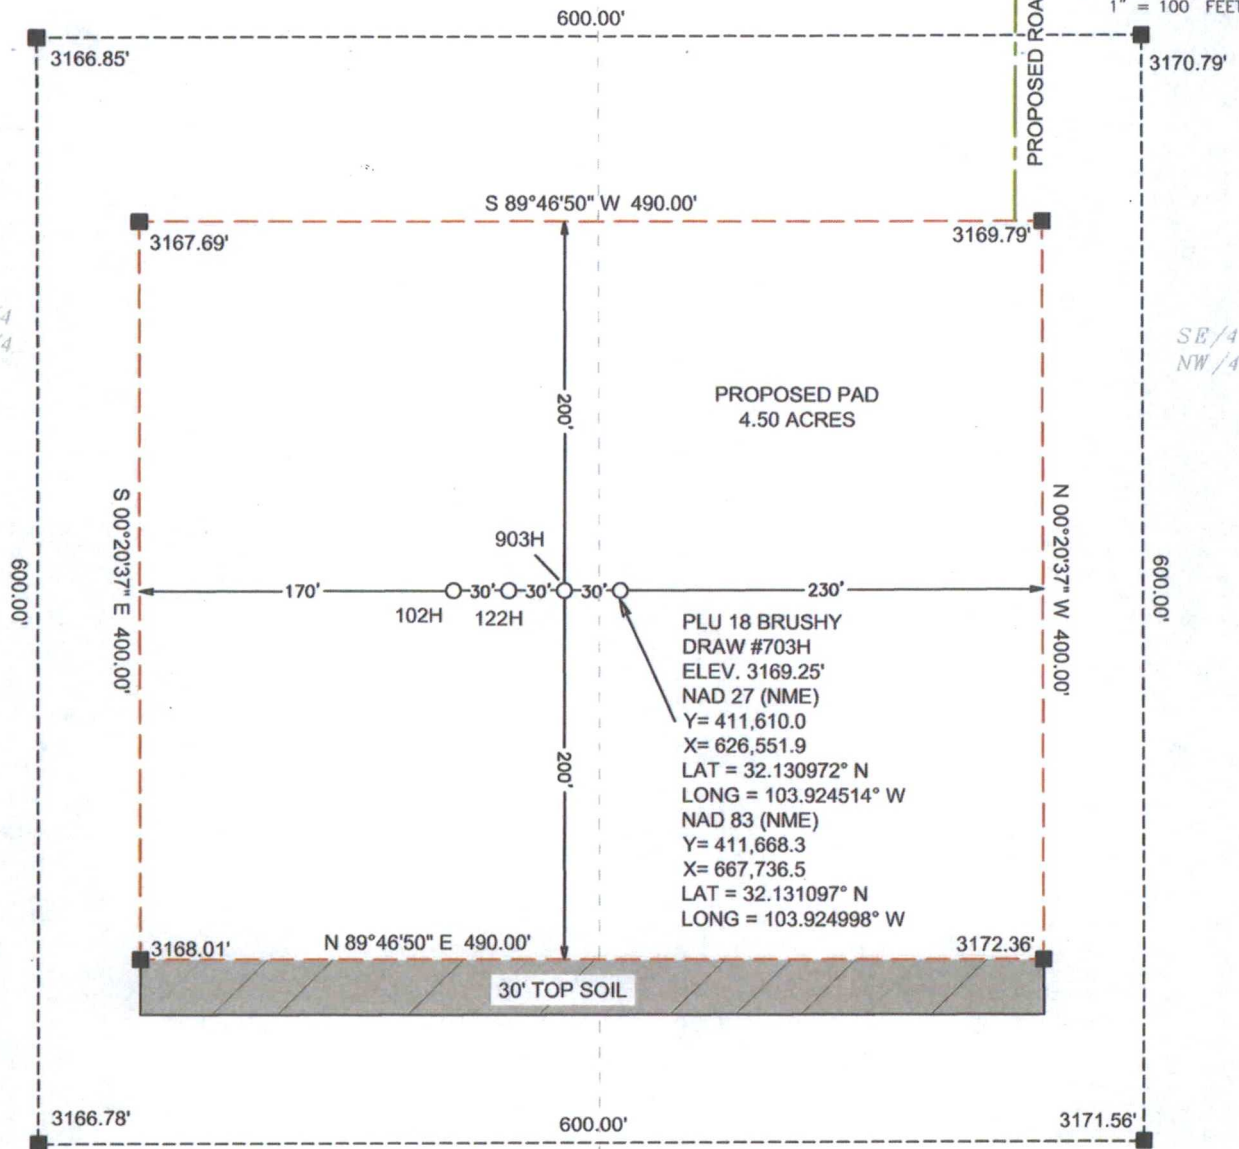 600.00'
1" = 100 FEET
3166.85'
3170.79'
PROPOSED
S 89°46'50" W 490.00'
3167.69'
3169.79'
SE/4
NW/4
PROPOSED PAD
4.50 ACRES
200'
S 00°20'37" E 400.00'
N 00°20'37" W 400.00'
600.00'
600.00'
903H
170'
30'
30'
30'
230'
102H
122H
PLU 18 BRUSHY
DRAW #703H
ELEV. 3169.25'
NAD 27 (NME)
Y= 411,610.0
X= 626,551.9
LAT = 32.130972° N
LONG = 103.924514° W
NAD 83 (NME)
Y= 411,668.3
X= 667,736.5
LAT = 32.131097° N
LONG = 103.924998° W
200'
3168.01'
N 89°46'50" E 490.00'
3172.36'
30' TOP SOIL
3166.78'
600.00'
3171.56'